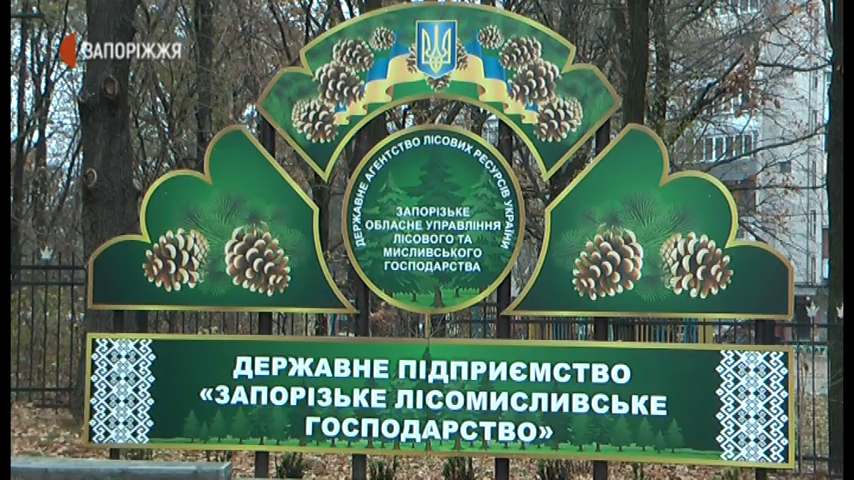 ЗАПОРІЖЖЯ
ДЕРЖАВНЕ АГЕНТСТВО ЛІСОВИХ РЕСУРСІВ УКРАЇНИ
ЗАПОРІЗЬКЕ
ОБЛАСНЕ УПРАВЛІННЯ
ЛІСОВОГО ТА
МИСЛИВСЬКОГО
ГОСПОДАРСТВА
ДЕРЖАВНЕ ПІДПРИЄМСТВО
«ЗАПОРІЗЬКЕ ЛІСОМИСЛИВСЬКЕ
ГОСПОДАРСТВО»